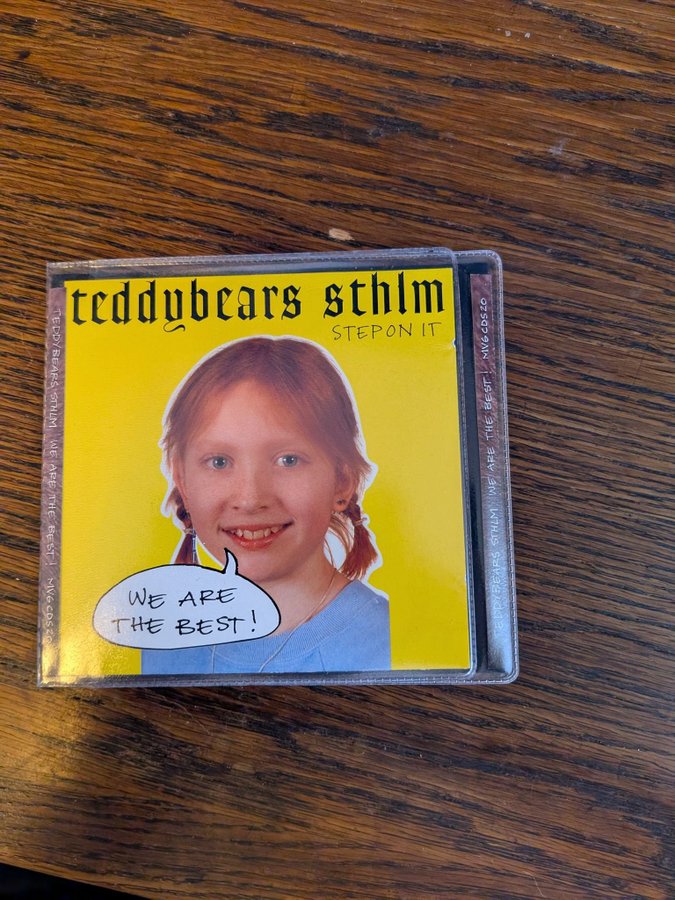 teddybears sthlm
STEP ON IT
WE ARE
THE BEST!
TEDDYBEARS STHLM WE ARE THE BEST! MVGCDS20
TEDDYBEARS STHLM WE ARE THE BEST! MVGCDS20